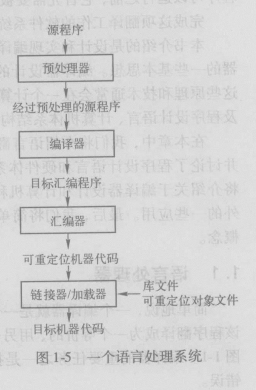 源程序
预处理器
经过预处理的源程序
编译器
目标汇编程序
汇编器
可重定位机器代码
链接器/加载器
库文件
可重定位对象文件
目标机器代码
图 1-5 一个语言处理系统